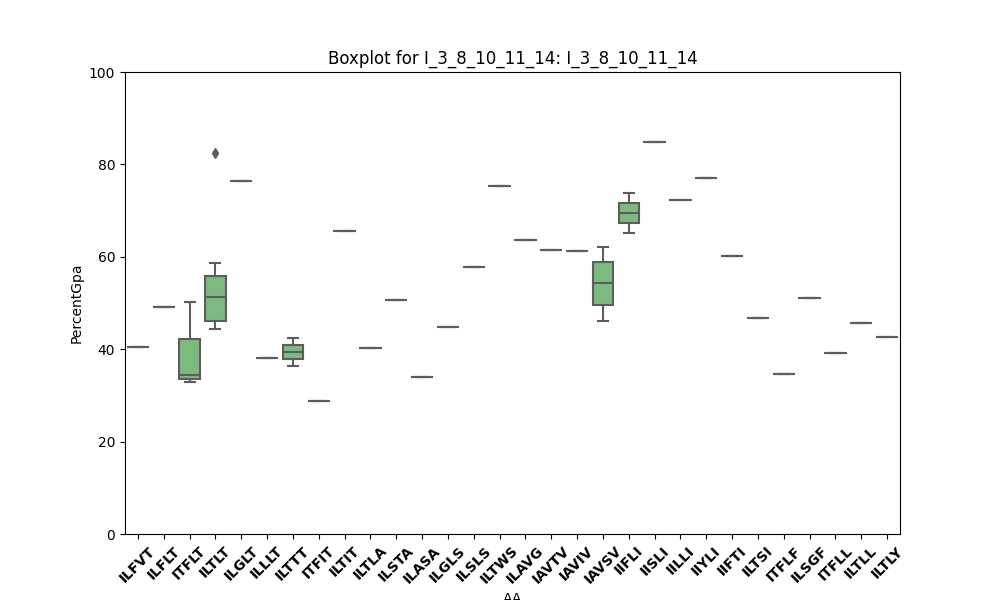 Boxplot for I_3_8_10_11_14: I_3_8_10_11_14
100
80
60
40
20
0
PercentGpa
ILFVT
ILFLT
ITFLT
ILTLT
ILGLT
ILLLT
ILTTT
ITFIT
ILTIT
ILTLA
ILSTA
ILASA
ILGLS
ILSLS
ILTWS
ILAVG
IAVTV
IAVIV
IAVSV
IIFLI
IISLI
IILLI
IIYLI
IIFTI
ILTSI
ITFLF
ILSGF
ITFLL
ILTLL
ILTLY
AA